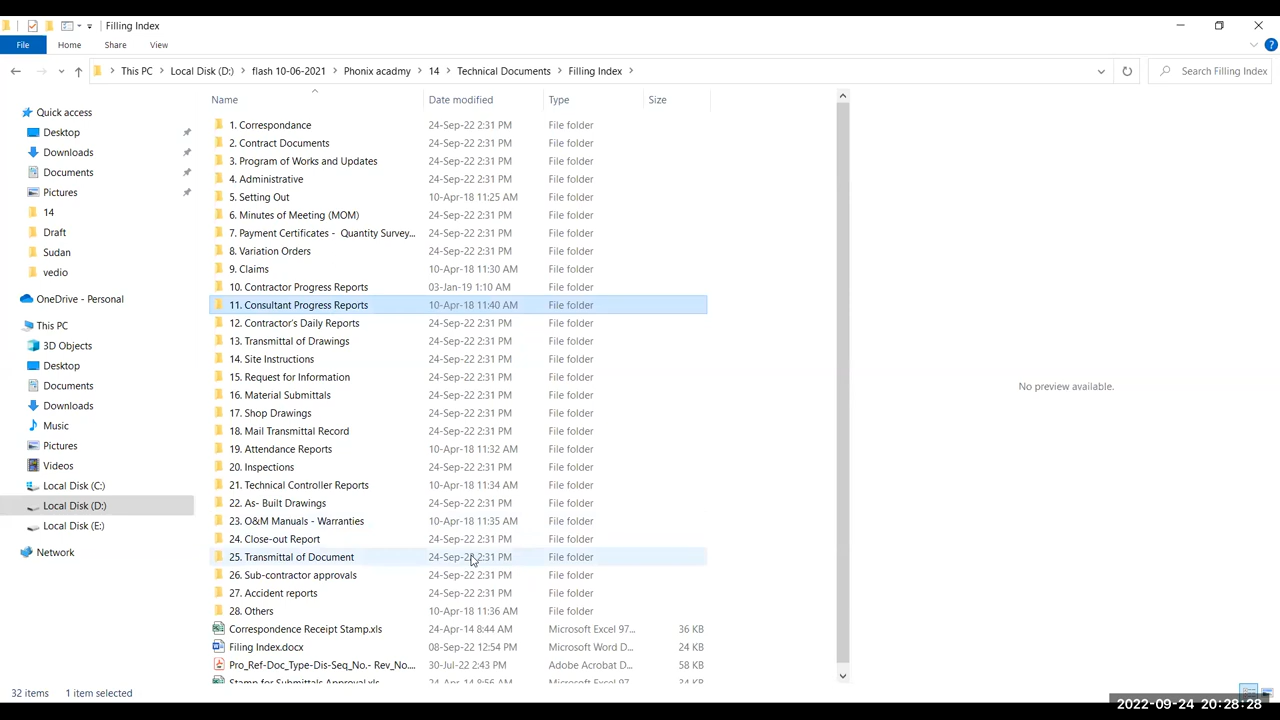 Filling Index
File Home Share View
This PC Local Disk (D:) flash 10-06-2021 Phonix acadmy 14 Technical Documents Filling Index Search Filling Index
Name Date modified Type Size
Quick access
Desktop
Downloads
Documents
Pictures
14
Draft
Sudan
vedio
OneDrive - Personal
This PC
3D Objects
Desktop
Documents
Downloads
Music
Pictures
Videos
Local Disk (C:)
Local Disk (D:)
Local Disk (E:)
Network
1. Correspondance 24-Sep-22 2:31 PM File folder
2. Contract Documents 24-Sep-22 2:31 PM File folder
3. Program of Works and Updates 24-Sep-22 2:31 PM File folder
4. Administrative 24-Sep-22 2:31 PM File folder
5. Setting Out 10-Apr-18 11:25 AM File folder
6. Minutes of Meeting (MOM) 24-Sep-22 2:31 PM File folder
7. Payment Certificates - Quantity Survey... 24-Sep-22 2:31 PM File folder
8. Variation Orders 24-Sep-22 2:31 PM File folder
9. Claims 10-Apr-18 11:30 AM File folder
10. Contractor Progress Reports 03-Jan-19 1:10 AM File folder
11. Consultant Progress Reports 10-Apr-18 11:40 AM File folder
12. Contractor's Daily Reports 24-Sep-22 2:31 PM File folder
13. Transmittal of Drawings 24-Sep-22 2:31 PM File folder
14. Site Instructions 24-Sep-22 2:31 PM File folder
15. Request for Information 24-Sep-22 2:31 PM File folder
16. Material Submittals 24-Sep-22 2:31 PM File folder
17. Shop Drawings 24-Sep-22 2:31 PM File folder
18. Mail Transmittal Record 24-Sep-22 2:31 PM File folder
19. Attendance Reports 10-Apr-18 11:32 AM File folder
20. Inspections 24-Sep-22 2:31 PM File folder
21. Technical Controller Reports 10-Apr-18 11:34 AM File folder
22. As- Built Drawings 24-Sep-22 2:31 PM File folder
23. O&M Manuals - Warranties 10-Apr-18 11:35 AM File folder
24. Close-out Report 24-Sep-22 2:31 PM File folder
25. Transmittal of Document 24-Sep-22 2:31 PM File folder
26. Sub-contractor approvals 24-Sep-22 2:31 PM File folder
27. Accident reports 24-Sep-22 2:31 PM File folder
28. Others 10-Apr-18 11:36 AM File folder
Correspondence Receipt Stamp.xls 24-Apr-14 8:44 AM Microsoft Excel 97... 36 KB
Filing Index.docx 08-Sep-22 12:54 PM Microsoft Word D... 24 KB
Pro_Ref-Doc_Type-Dis-Seq_No.- Rev_No.... 30-Jul-22 2:43 PM Adobe Acrobat D... 58 KB
Stamp for Submittals Approval.xls 24-Apr-14 8:56 AM Microsoft Excel 97... 34 KB
No preview available.
32 items 1 item selected
2022-09-24 20:28:28